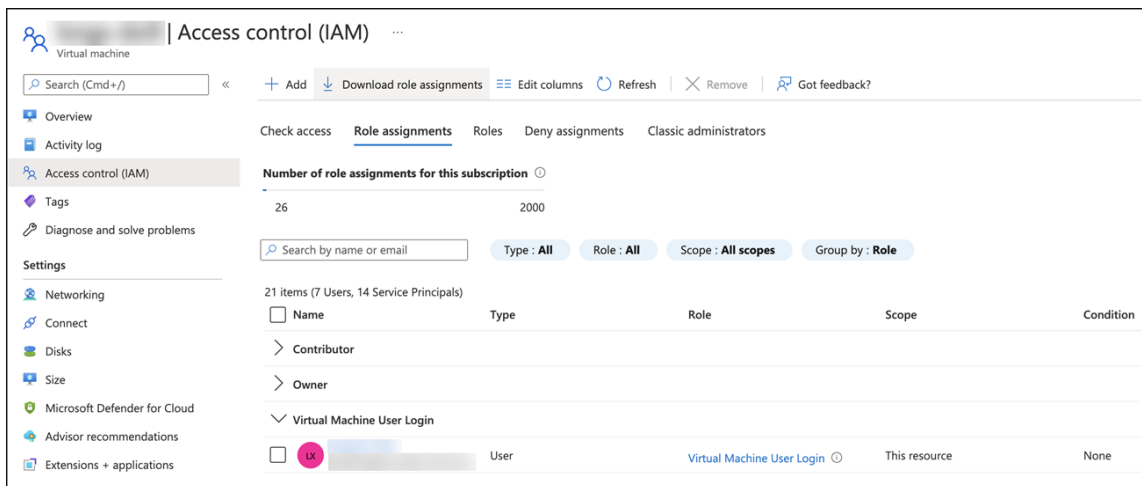 | Access control (IAM) ...
Virtual machine
Search (Cmd+/) «
Add Download role assignments Edit columns Refresh Remove Got feedback?
Overview
Activity log
Access control (IAM)
Tags
Diagnose and solve problems
Settings
Networking
Connect
Disks
Size
Microsoft Defender for Cloud
Advisor recommendations
Extensions + applications
Check access Role assignments Roles Deny assignments Classic administrators
Number of role assignments for this subscription
26 2000
Search by name or email Type : All Role : All Scope : All scopes Group by : Role
21 items (7 Users, 14 Service Principals)
Name Type Role Scope Condition
Contributor
Owner
Virtual Machine User Login
LX User Virtual Machine User Login This resource None